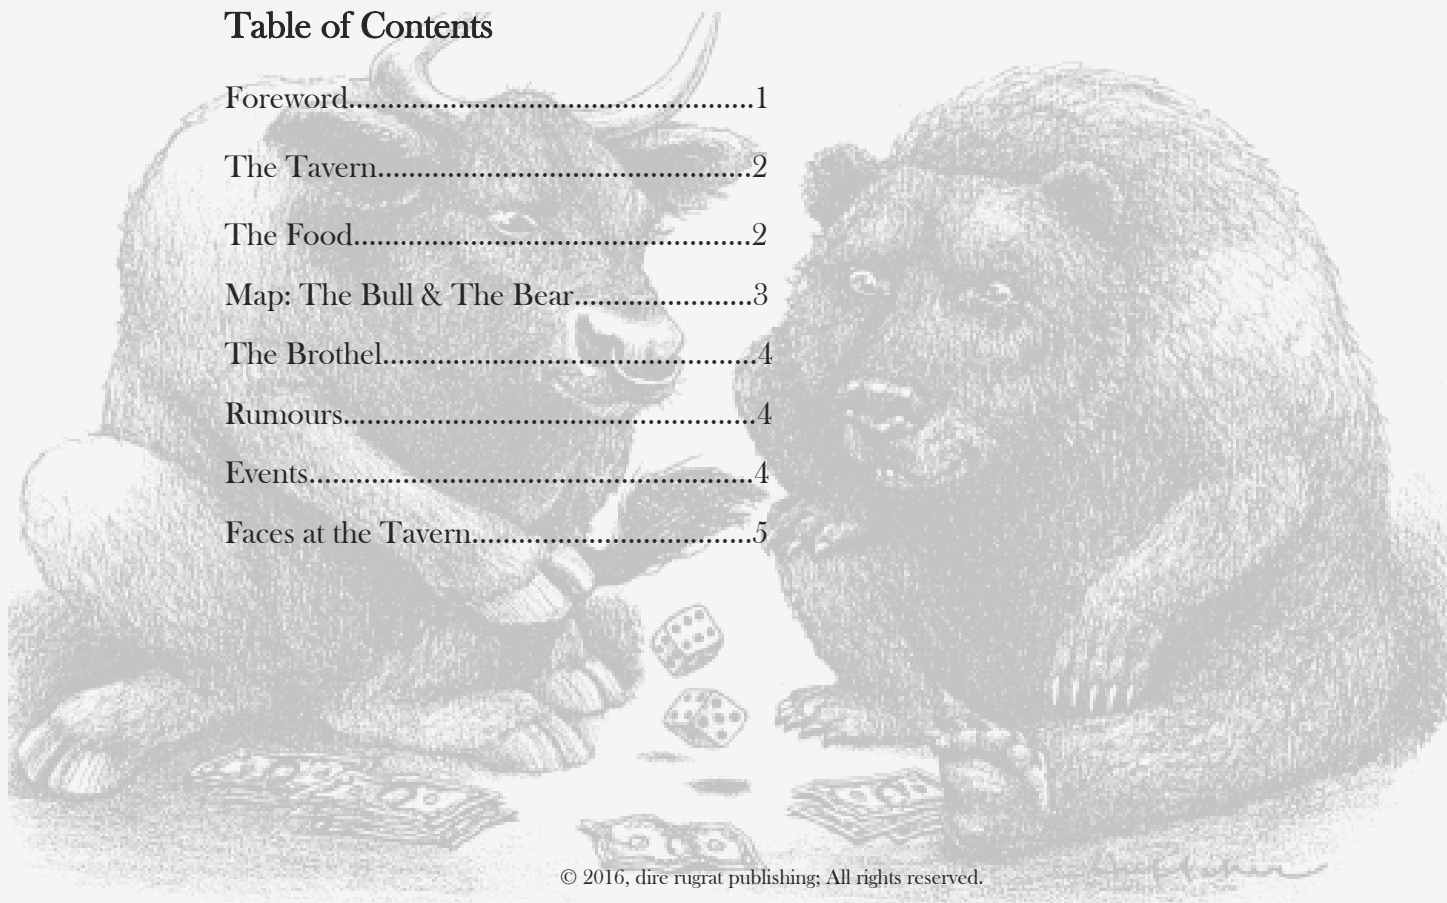 Table of Contents
Foreword...................................................1
The Tavern...............................................2
The Food..................................................2
Map: The Bull & The Bear......................3
The Brothel...............................................4
Rumours....................................................4
Events........................................................4
Faces at the Tavern...................................5
© 2016, dire rugrat publishing; All rights reserved.